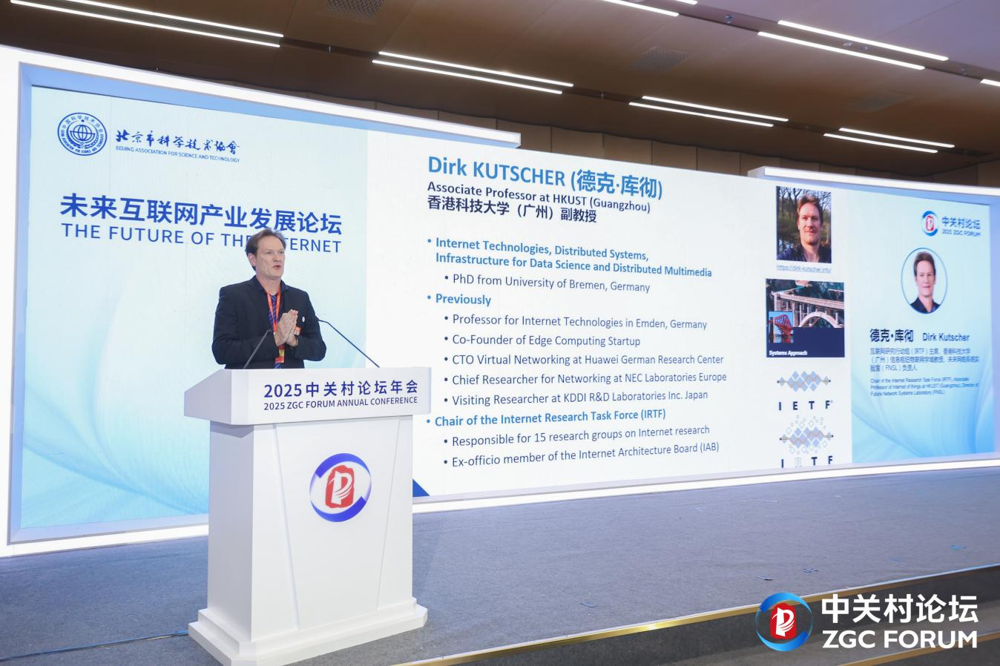 北京市科学技术协会
BEIJING ASSOCIATION FOR SCIENCE AND TECHNOLOGY
未来互联网产业发展论坛
THE FUTURE OF THE INTERNET
Dirk KUTSCHER (德克·库彻)
Associate Professor at HKUST (Guangzhou)
香港科技大学（广州）副教授
• Internet Technologies, Distributed Systems,
Infrastructure for Data Science and Distributed Multimedia
• PhD from University of Bremen, Germany
• Previously
• Professor for Internet Technologies in Emden, Germany
• Co-Founder of Edge Computing Startup
• CTO Virtual Networking at Huawei German Research Center
• Chief Researcher for Networking at NEC Laboratories Europe
• Visiting Researcher at KDDI R&D Laboratories Inc. Japan
• Chair of the Internet Research Task Force (IRTF)
• Responsible for 15 research groups on Internet research
• Ex-officio member of the Internet Architecture Board (IAB)
https://dirk-kutscher.info/
Systems Approach
I E T F®
I R T F
中关村论坛
2025 ZGC FORUM
德克·库彻 Dirk Kutscher
互联网研究行动组（IRTF）主席、香港科技大学
（广州）信息枢纽物联网学域教授、未来网络系统实
验室（FNSL）负责人
Chair of the Internet Research Task Force (IRTF), Associate
Professor of Internet of things at HKUST (Guangzhou), Director of
Future Network Systems Laboratory (FNSL)
2025中关村论坛年会
2025 ZGC FORUM ANNUAL CONFERENCE
中关村论坛
ZGC FORUM